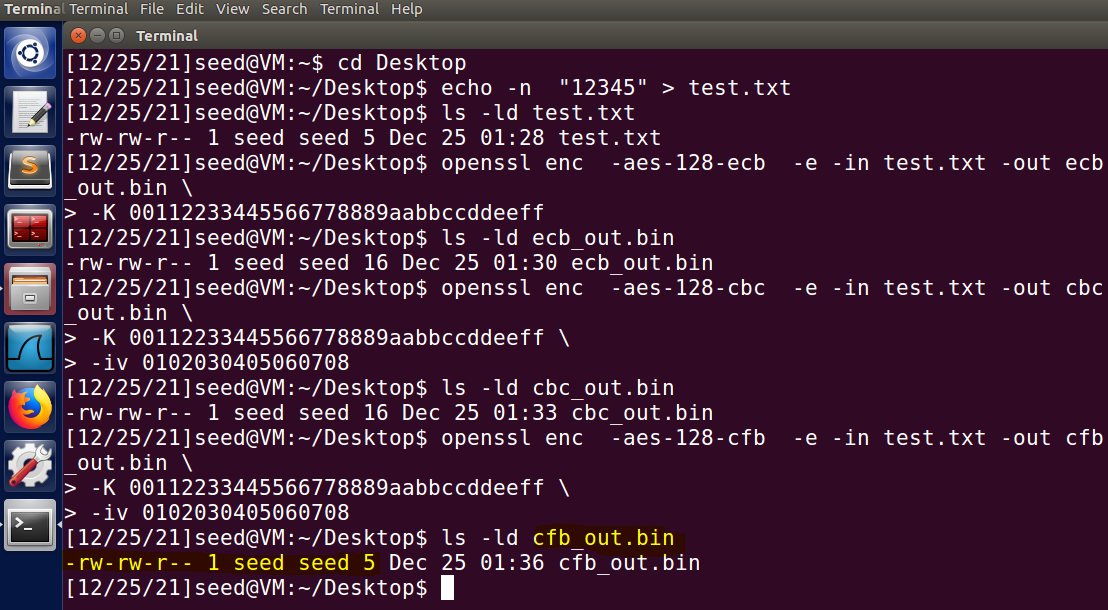 Terminal Terminal File Edit View Search Terminal Help
Terminal
[12/25/21]seed@VM:~$ cd Desktop
[12/25/21]seed@VM:~/Desktop$ echo -n  "12345" > test.txt
[12/25/21]seed@VM:~/Desktop$ ls -ld test.txt
-rw-rw-r-- 1 seed seed 5 Dec 25 01:28 test.txt
[12/25/21]seed@VM:~/Desktop$ openssl enc  -aes-128-ecb  -e -in test.txt -out ecb
_out.bin \
> -K 00112233445566778889aabbccddeeff
[12/25/21]seed@VM:~/Desktop$ ls -ld ecb_out.bin
-rw-rw-r-- 1 seed seed 16 Dec 25 01:30 ecb_out.bin
[12/25/21]seed@VM:~/Desktop$ openssl enc  -aes-128-cbc  -e -in test.txt -out cbc
_out.bin \
> -K 00112233445566778889aabbccddeeff \
> -iv 0102030405060708
[12/25/21]seed@VM:~/Desktop$ ls -ld cbc_out.bin
-rw-rw-r-- 1 seed seed 16 Dec 25 01:33 cbc_out.bin
[12/25/21]seed@VM:~/Desktop$ openssl enc  -aes-128-cfb  -e -in test.txt -out cfb
_out.bin \
> -K 00112233445566778889aabbccddeeff \
> -iv 0102030405060708
[12/25/21]seed@VM:~/Desktop$ ls -ld cfb_out.bin
-rw-rw-r-- 1 seed seed 5 Dec 25 01:36 cfb_out.bin
[12/25/21]seed@VM:~/Desktop$